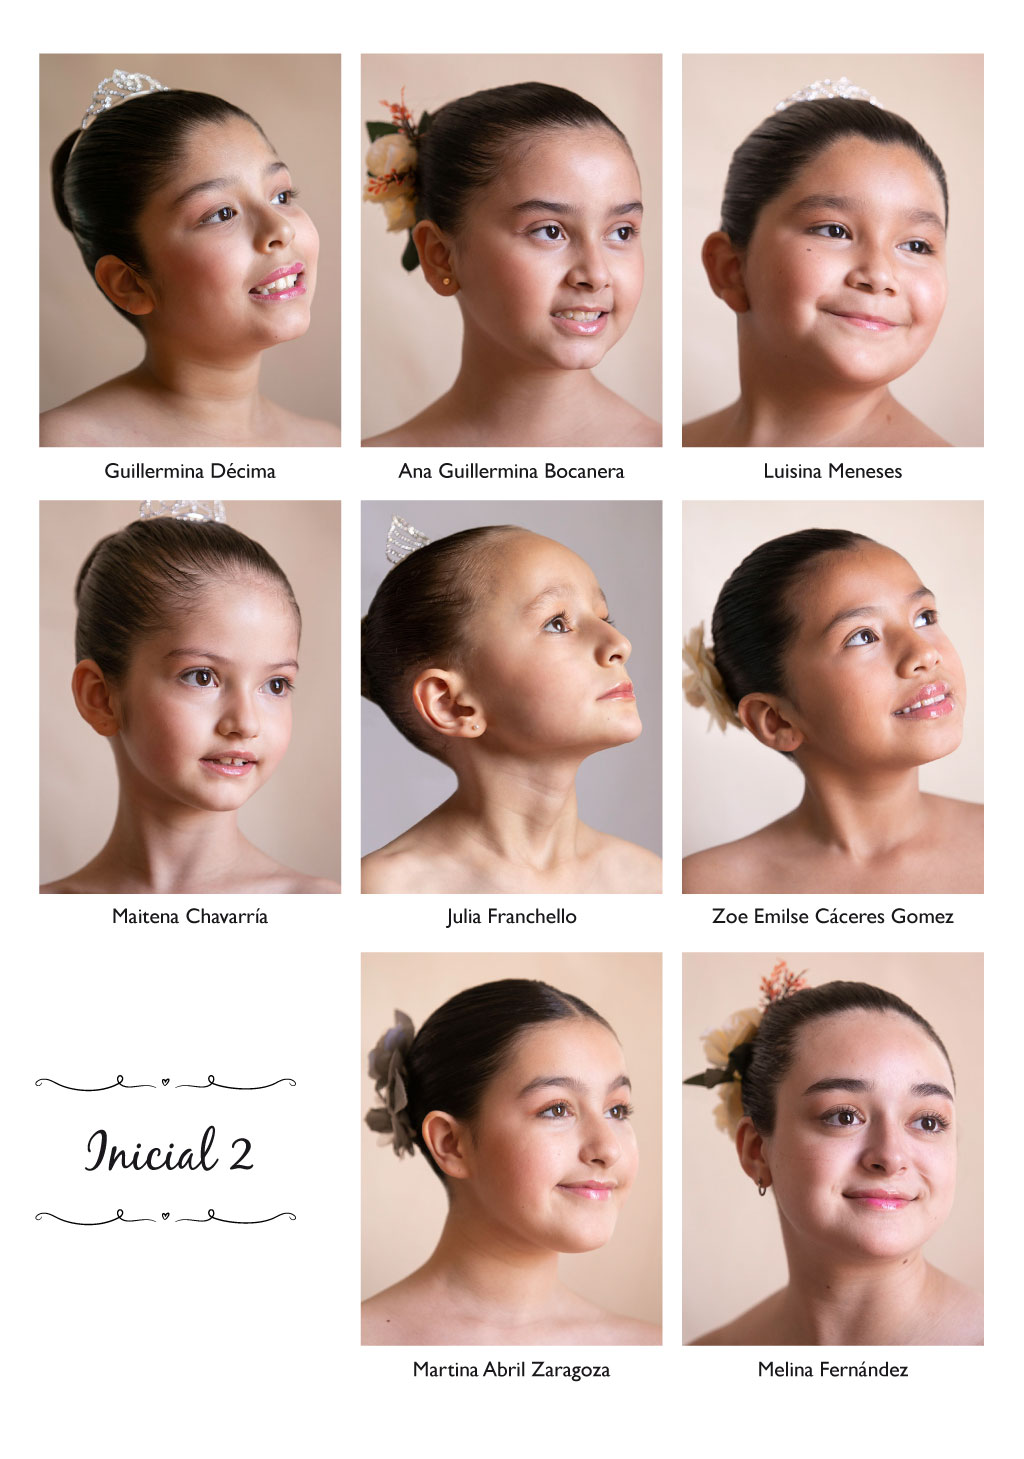 Guillermina Décima
Ana Guillermina Bocanera
Luisina Meneses
Maitena Chavarría
Julia Franchello
Zoe Emilse Cáceres Gomez
Inicial 2
Martina Abril Zaragoza
Melina Fernández